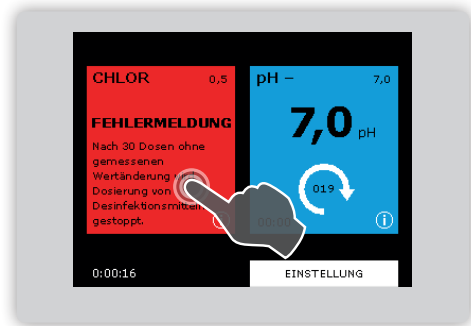 CHLOR 0,5
FEHLERMELDUNG
Nach 30 Dosen ohne
gemessenen
Wertänderung
Dosierung von
Desinfektionsmitteln
gestoppt.
pH – 7,0
7,0 pH
019
i
0:00:16
EINSTELLUNG